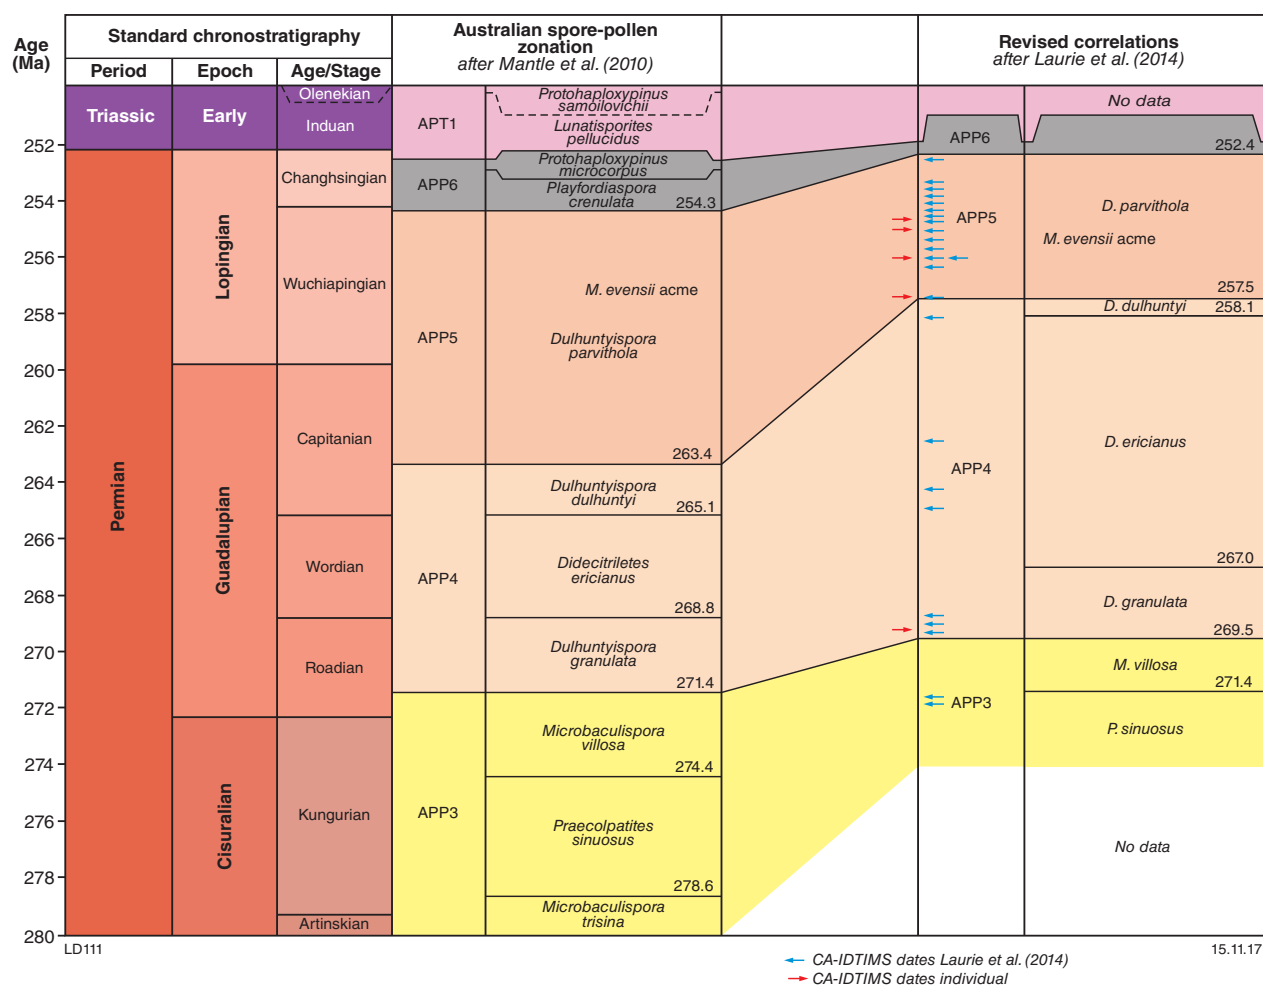 Age
(Ma)
Standard chronostratigraphy
Period
Epoch
Age/Stage
Australian spore-pollen
zonation
after Mantle et al. (2010)
Revised correlations
after Laurie et al. (2014)
252
254
256
258
260
262
264
266
268
270
272
274
276
278
280
Triassic
Permian
Early
Lopingian
Guadalupian
Cisuralian
Olenekian
Induan
Changhsingian
Wuchiapingian
Capitanian
Wordian
Roadian
Kungurian
Artinskian
APT1
APP6
APP5
APP4
APP3
Protohaploxypinus
samoilovichii
Lunatisporites
pellucidus
Protohaploxypinus
microcorpus
Playfordiaspora
crenulata
254.3
M. evensii acme
Dulhuntyispora
parvithola
263.4
Dulhuntyispora
dulhuntyi
265.1
Didecitriletes
ericianus
268.8
Dulhuntyispora
granulata
271.4
Microbaculispora
villosa
274.4
Praecolpatites
sinuosus
278.6
Microbaculispora
trisina
APP6
APP5
APP4
APP3
No data
252.4
D. parvithola
M. evensii acme
257.5
D. dulhuntyi
258.1
D. ericianus
267.0
D. granulata
269.5
M. villosa
271.4
P. sinuosus
No data
LD111
15.11.17
CA-IDTIMS dates Laurie et al. (2014)
CA-IDTIMS dates individual